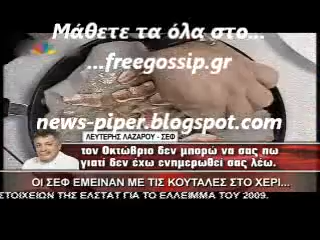 Μάθετε τα όλα στο...
...freegossip.gr
news-piper.blogspot.com
ΛΕΥΤΕΡΗΣ ΛΑΖΑΡΟΥ - ΣΕΦ
τον Οκτώβριο δεν μπορώ να σας πω
γιατί δεν έχω ενημερωθεί σας λέω.
ΟΙ ΣΕΦ ΕΜΕΙΝΑΝ ΜΕ ΤΙΣ ΚΟΥΤΑΛΕΣ ΣΤΟ ΧΕΡΙ...
ΣΤΟΙΧΕΙΩΝ ΤΗΣ ΕΛΣΤΑΤ ΓΙΑ ΤΟ ΕΛΛΕΙΜΜΑ ΤΟΥ 2009.